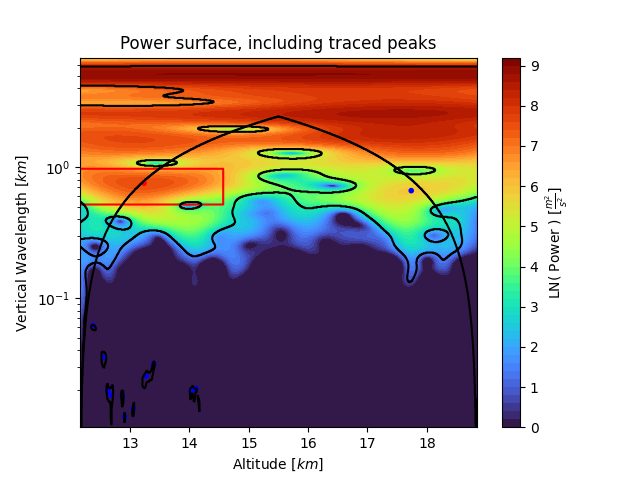 Power surface, including traced peaks
Vertical Wavelength [km]
10⁰
10⁻¹
13 14 15 16 17 18
Altitude [km]
9
8
7
6
5
4
3
2
1
0
LN( Power ) [m²/s²]